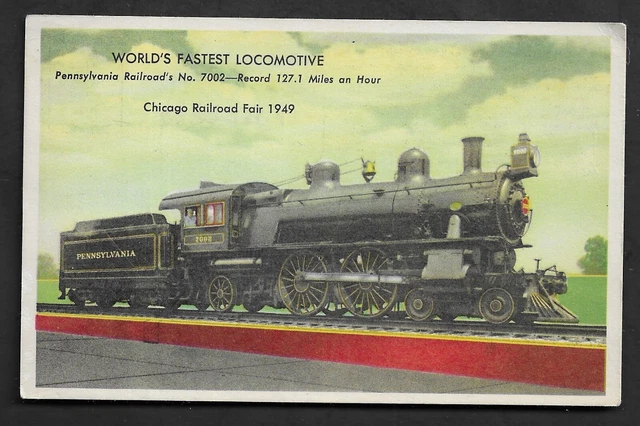 WORLD'S FASTEST LOCOMOTIVE
Pennsylvania Railroad's No. 7002—Record 127.1 Miles an Hour
Chicago Railroad Fair 1949
PENNSYLVANIA
7002